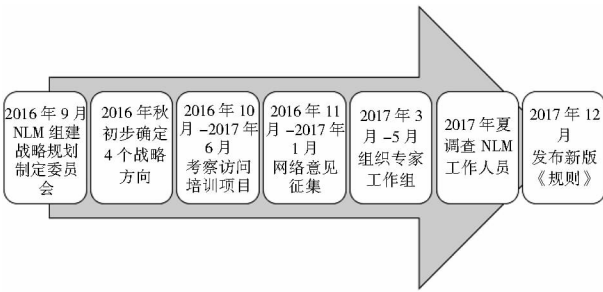 2016 年 9 月
NLM 组建
战略规划
制定委员
会
2016 年秋
初步确定
4 个战略
方向
2016 年 10
月 -2017 年
6 月
考察访问
培训项目
2016 年 11
月 -2017 年
1 月
网络意见
征集
2017 年 3
月 -5 月
组织专家
工作组
2017 年夏
调查 NLM
工作人员
2017 年 12
月
发布新版
《规则》